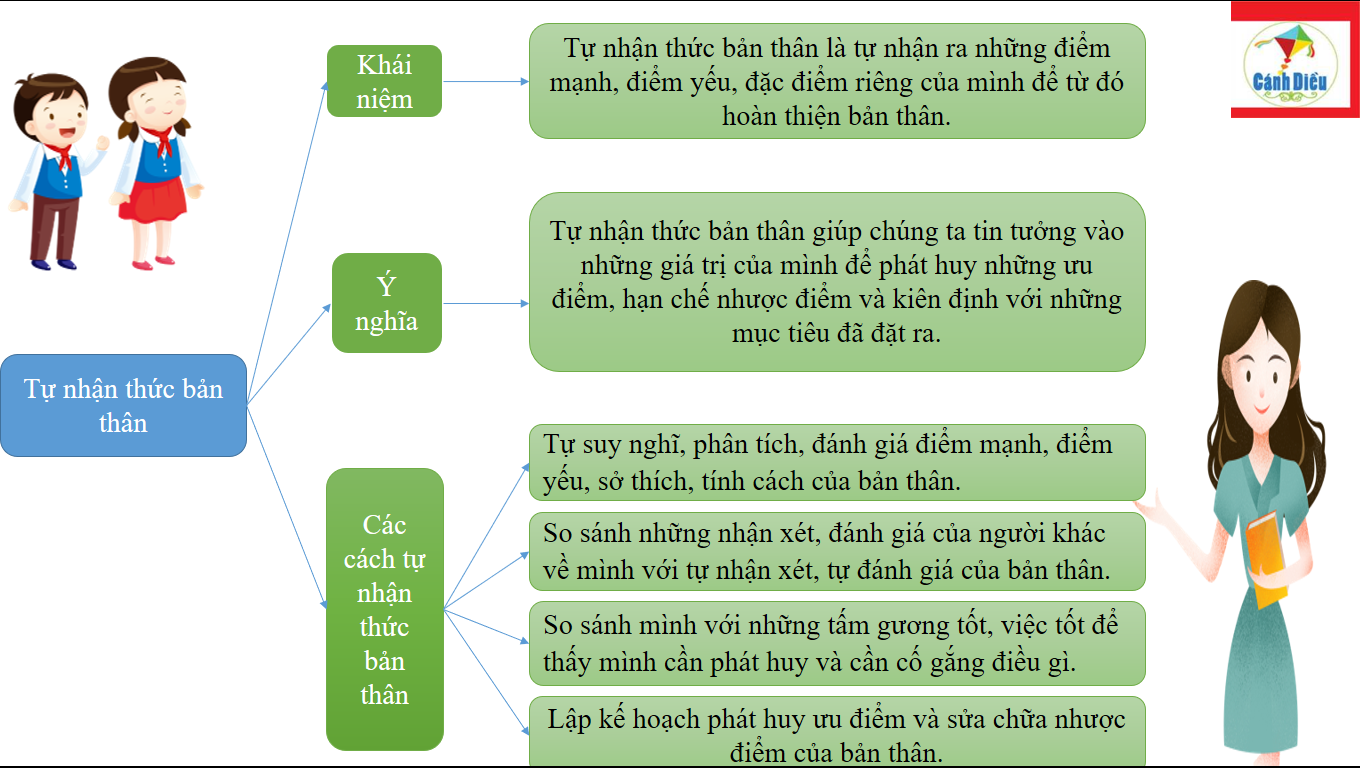 Khái
niệm
Tự nhận thức bản thân là tự nhận ra những điểm
mạnh, điểm yếu, đặc điểm riêng của mình để từ đó
hoàn thiện bản thân.
Cánh Diều
Ý
nghĩa
Tự nhận thức bản thân giúp chúng ta tin tưởng vào
những giá trị của mình để phát huy những ưu
điểm, hạn chế nhược điểm và kiên định với những
mục tiêu đã đặt ra.
Tự nhận thức bản
thân
Các
cách tự
nhận
thức
bản
thân
Tự suy nghĩ, phân tích, đánh giá điểm mạnh, điểm
yếu, sở thích, tính cách của bản thân.
So sánh những nhận xét, đánh giá của người khác
về mình với tự nhận xét, tự đánh giá của bản thân.
So sánh mình với những tấm gương tốt, việc tốt để
thấy mình cần phát huy và cần cố gắng điều gì.
Lập kế hoạch phát huy ưu điểm và sửa chữa nhược
điểm của bản thân.